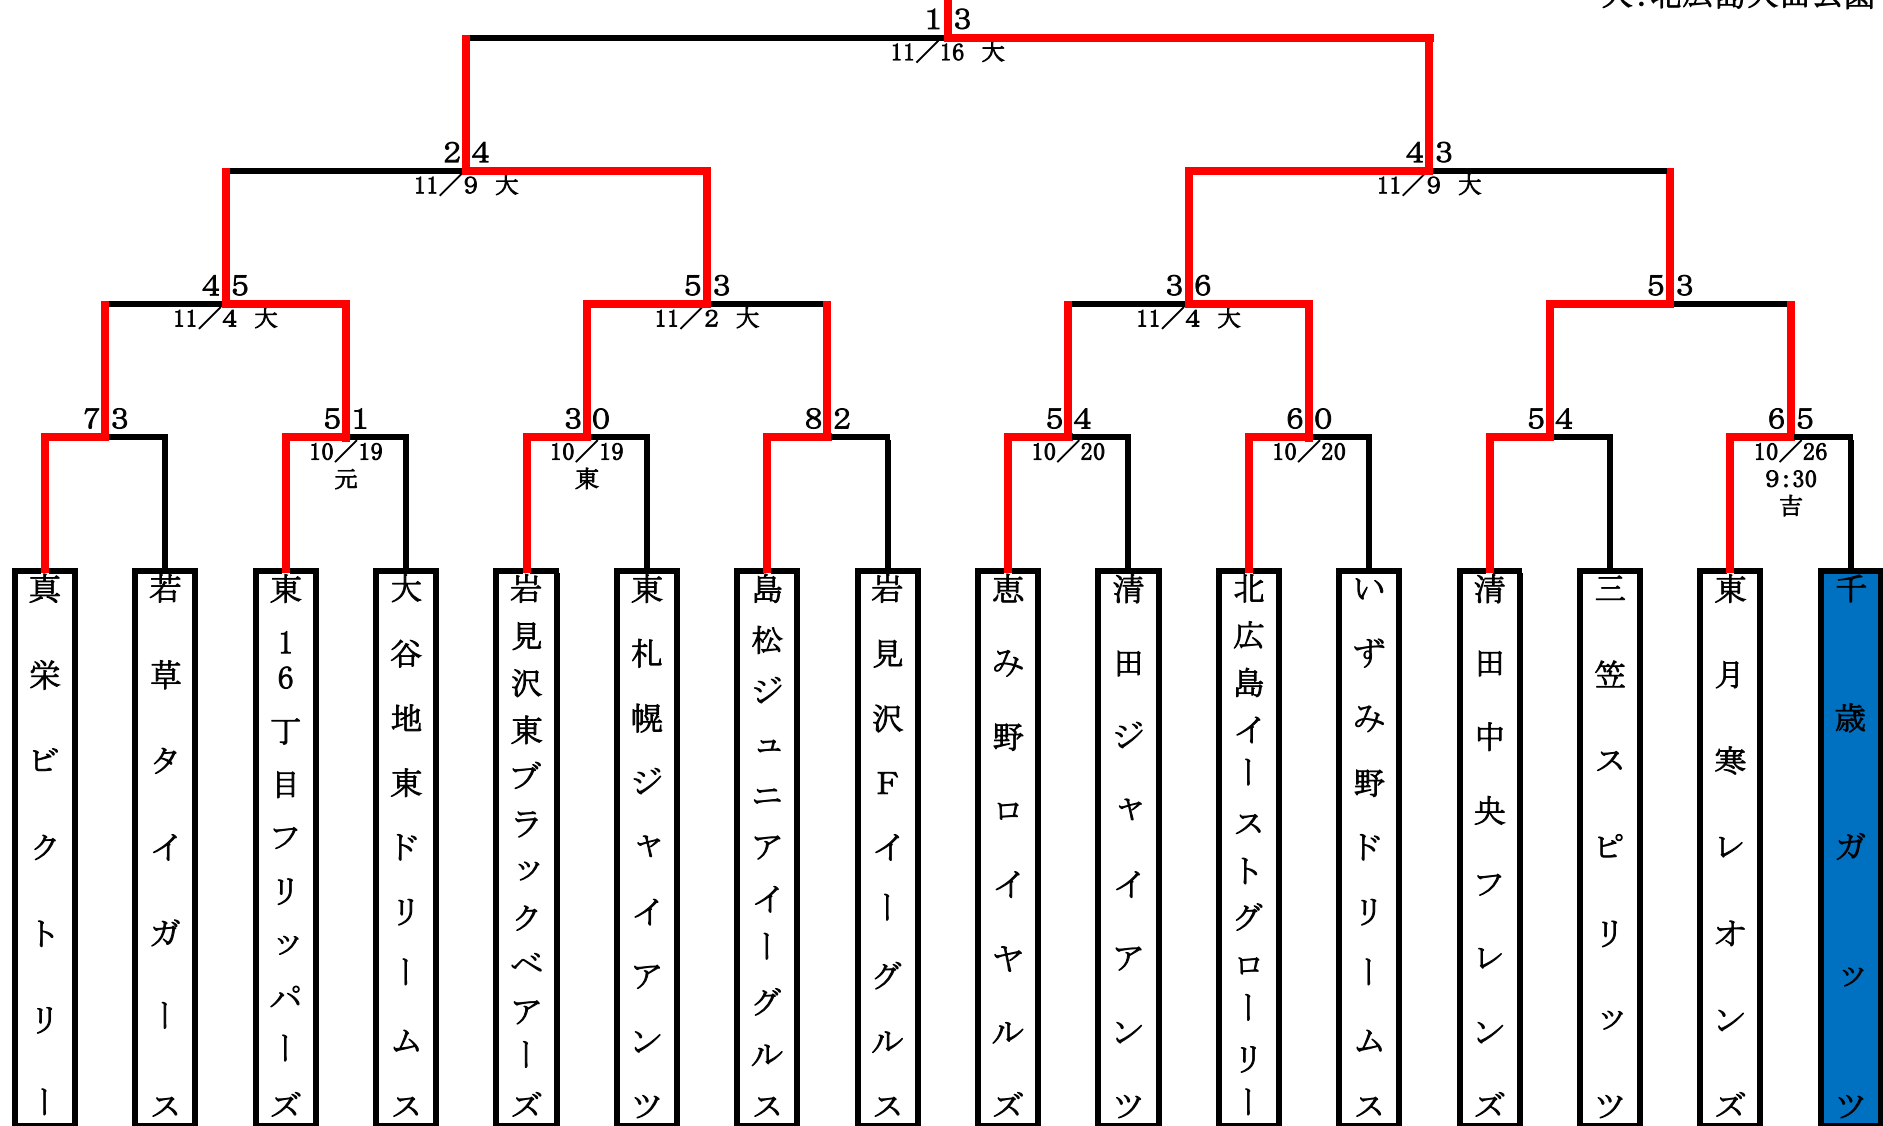 大:北広島大曲公園
1 3
11／16 大
2 4
11／9 大
4 3
11／9 大
4 5
11／4 大
5 3
11／2 大
3 6
11／4 大
5 3
7 3
5 1
10／19
元
3 0
10／19
東
8 2
5 4
10／20
6 0
10／20
5 4
6 5
10／26
9:30
吉
真栄ビクトリー
若草タイガース
東16丁目フリッパーズ
大谷地東ドリームス
岩見沢東ブラックベアーズ
東札幌ジャイアンツ
島松ジュニアイーグルス
岩見沢Fイーグルス
恵み野ロイヤルズ
清田ジャイアンツ
北広島イーストグローリー
いずみ野ドリームス
清田中央フレンズ
三笠スピリッツ
東月寒レオンズ
千歳ガッツ